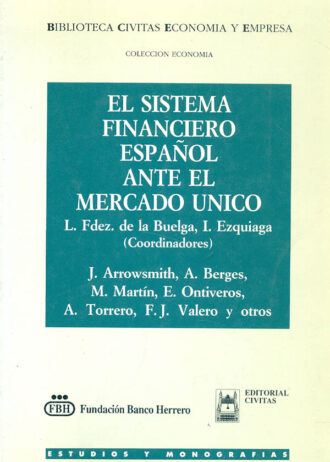 BIBLIOTECA CIVITAS ECONOMIA Y EMPRESA
COLECCION ECONOMIA
EL SISTEMA
FINANCIERO
ESPAÑOL
ANTE EL
MERCADO UNICO
L. Fdez. de la Buelga, I. Ezquiaga
(Coordinadores)
J. Arrowsmith, A. Berges,
M. Martín, E. Ontiveros,
A. Torrero, F. J. Valero y otros
FBH Fundación Banco Herrero
EDITORIAL
CIVITAS
ESTUDIOS Y MONOGRAFIAS